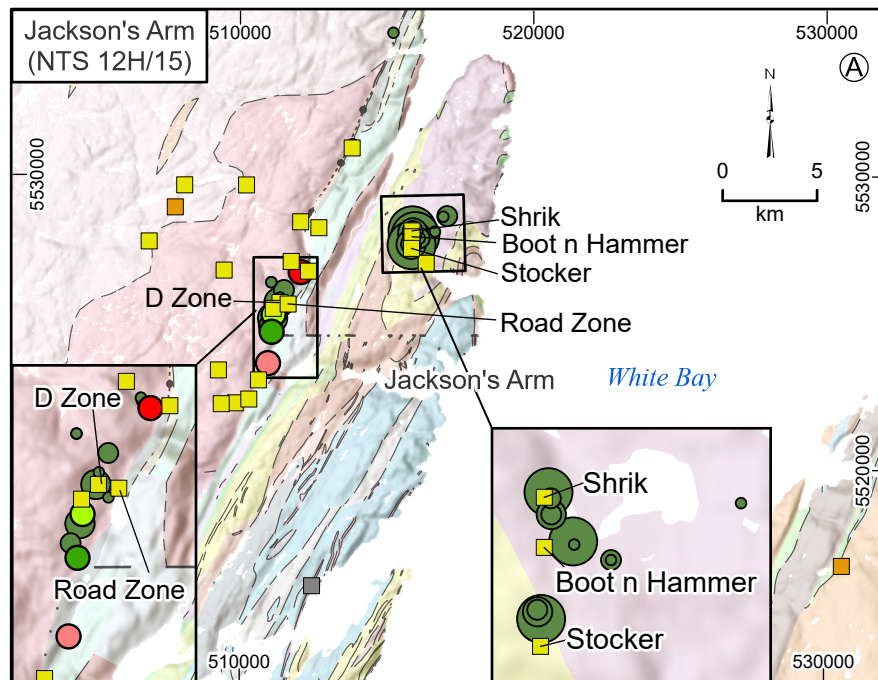 Jackson's Arm
(NTS 12H/15)
510000
520000
530000
A
N
5530000
5530000
0
5
km
Shrik
Boot n Hammer
Stocker
D Zone
Road Zone
Jackson's Arm
White Bay
D Zone
Road Zone
Shrik
Boot n Hammer
Stocker
5520000
510000
530000